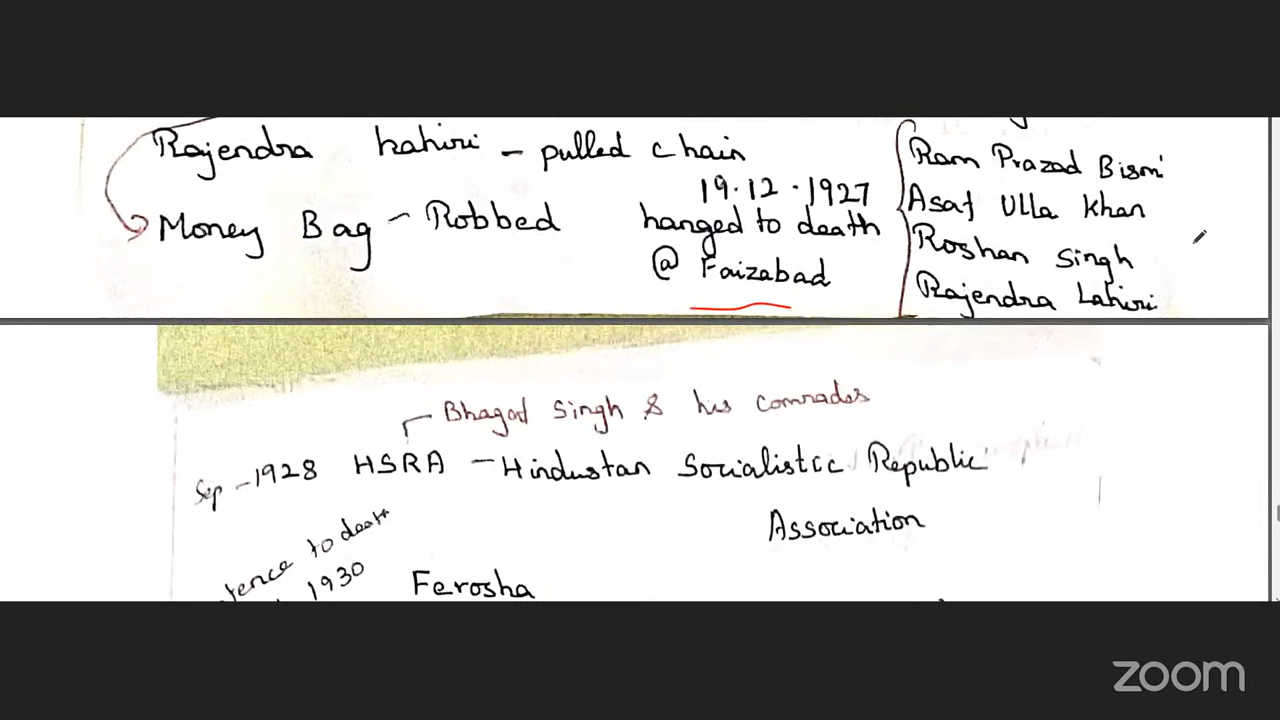 Rajendra Lahiri - pulled chain
Money Bag - Robbed
19.12.1927
hanged to death
@ Faizabad
Ram Prazad Bismi
Asaf Ulla Khan
Roshan Singh
Rajendra Lahiri
Bhagat Singh & his comrades
Sep - 1928 HSRA - Hindustan Socialistic Republic
Association
to death
1930
Ferosha
zoom